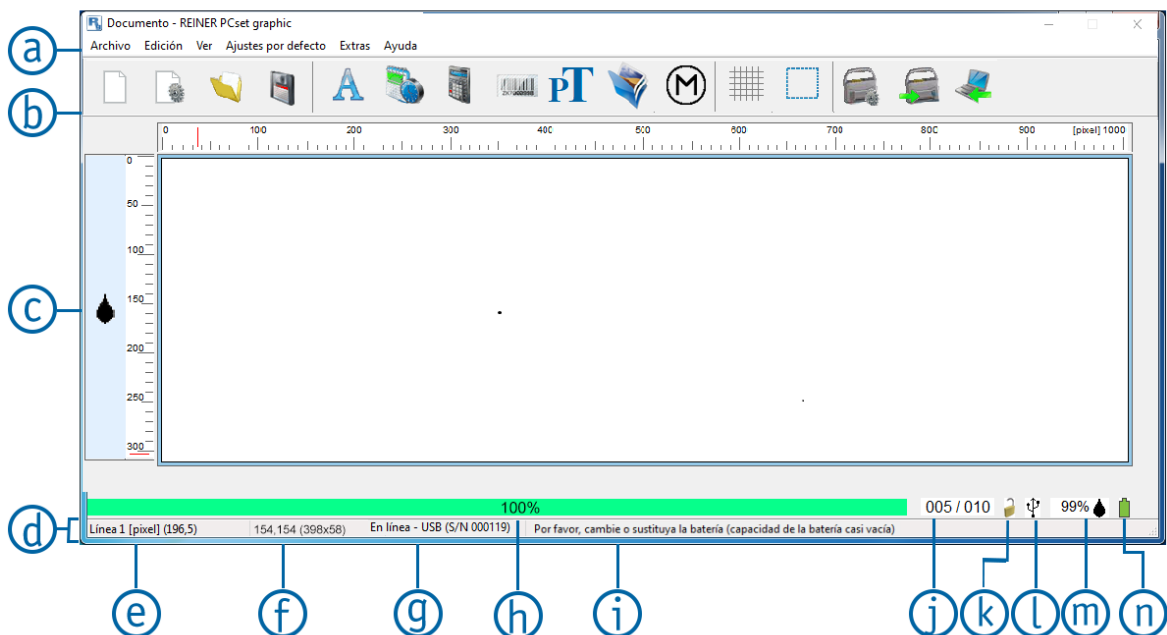 Documento - REINER PCset graphic
Archivo Edición Ver Ajustes por defecto Extras Ayuda
a
b
A pT M
0 100 200 300 400 500 600 700 800 900 [pixel] 1000
0
50
100
150
200
250
300
c
100% 005 / 010 99%
Línea 1 [pixel] (196,5) 154,154 (398x58) En línea - USB (S/N 000119) Por favor, cambie o sustituya la batería (capacidad de la batería casi vacía)
d
e f g h i j k l m n